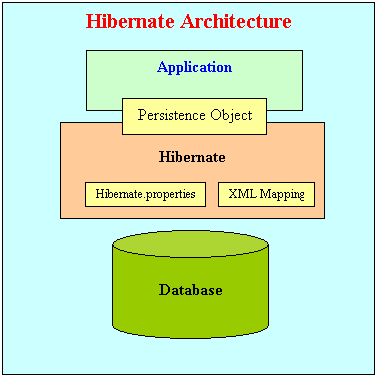 Hibernate Architecture
Application
Persistence Object
Hibernate
Hibernate.properties
XML Mapping
Database